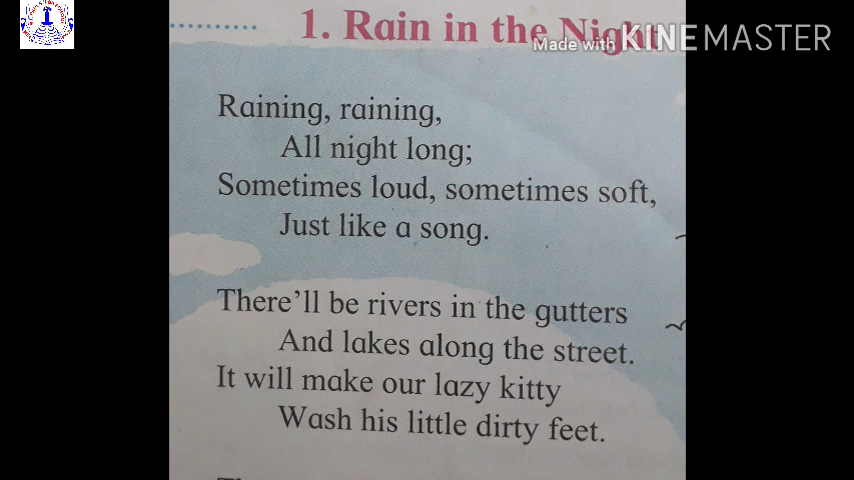 1. Rain in the Night
Made with KINEMASTER
Raining, raining,
All night long;
Sometimes loud, sometimes soft,
Just like a song.
There'll be rivers in the gutters
And lakes along the street.
It will make our lazy kitty
Wash his little dirty feet.